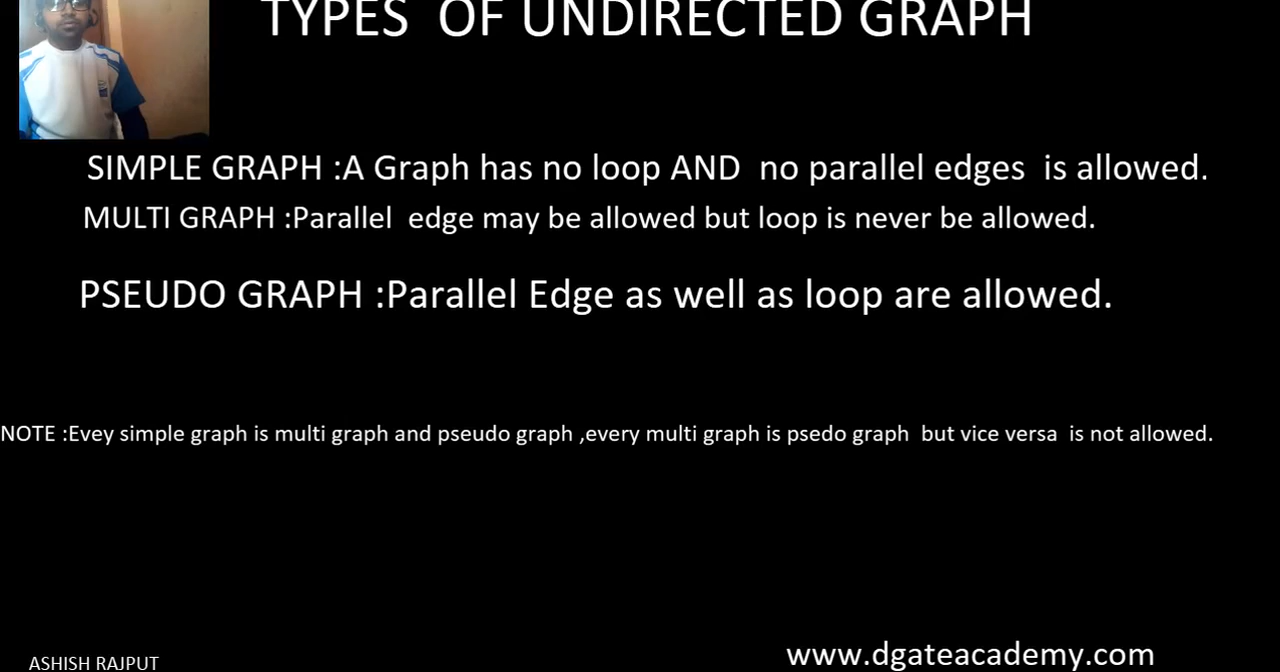 TYPES OF UNDIRECTED GRAPH
SIMPLE GRAPH :A Graph has no loop AND no parallel edges is allowed.
MULTI GRAPH :Parallel edge may be allowed but loop is never be allowed.
PSEUDO GRAPH :Parallel Edge as well as loop are allowed.
NOTE :Evey simple graph is multi graph and pseudo graph ,every multi graph is psedo graph but vice versa is not allowed.
www.dgateacademy.com
ASHISH RAJPUT